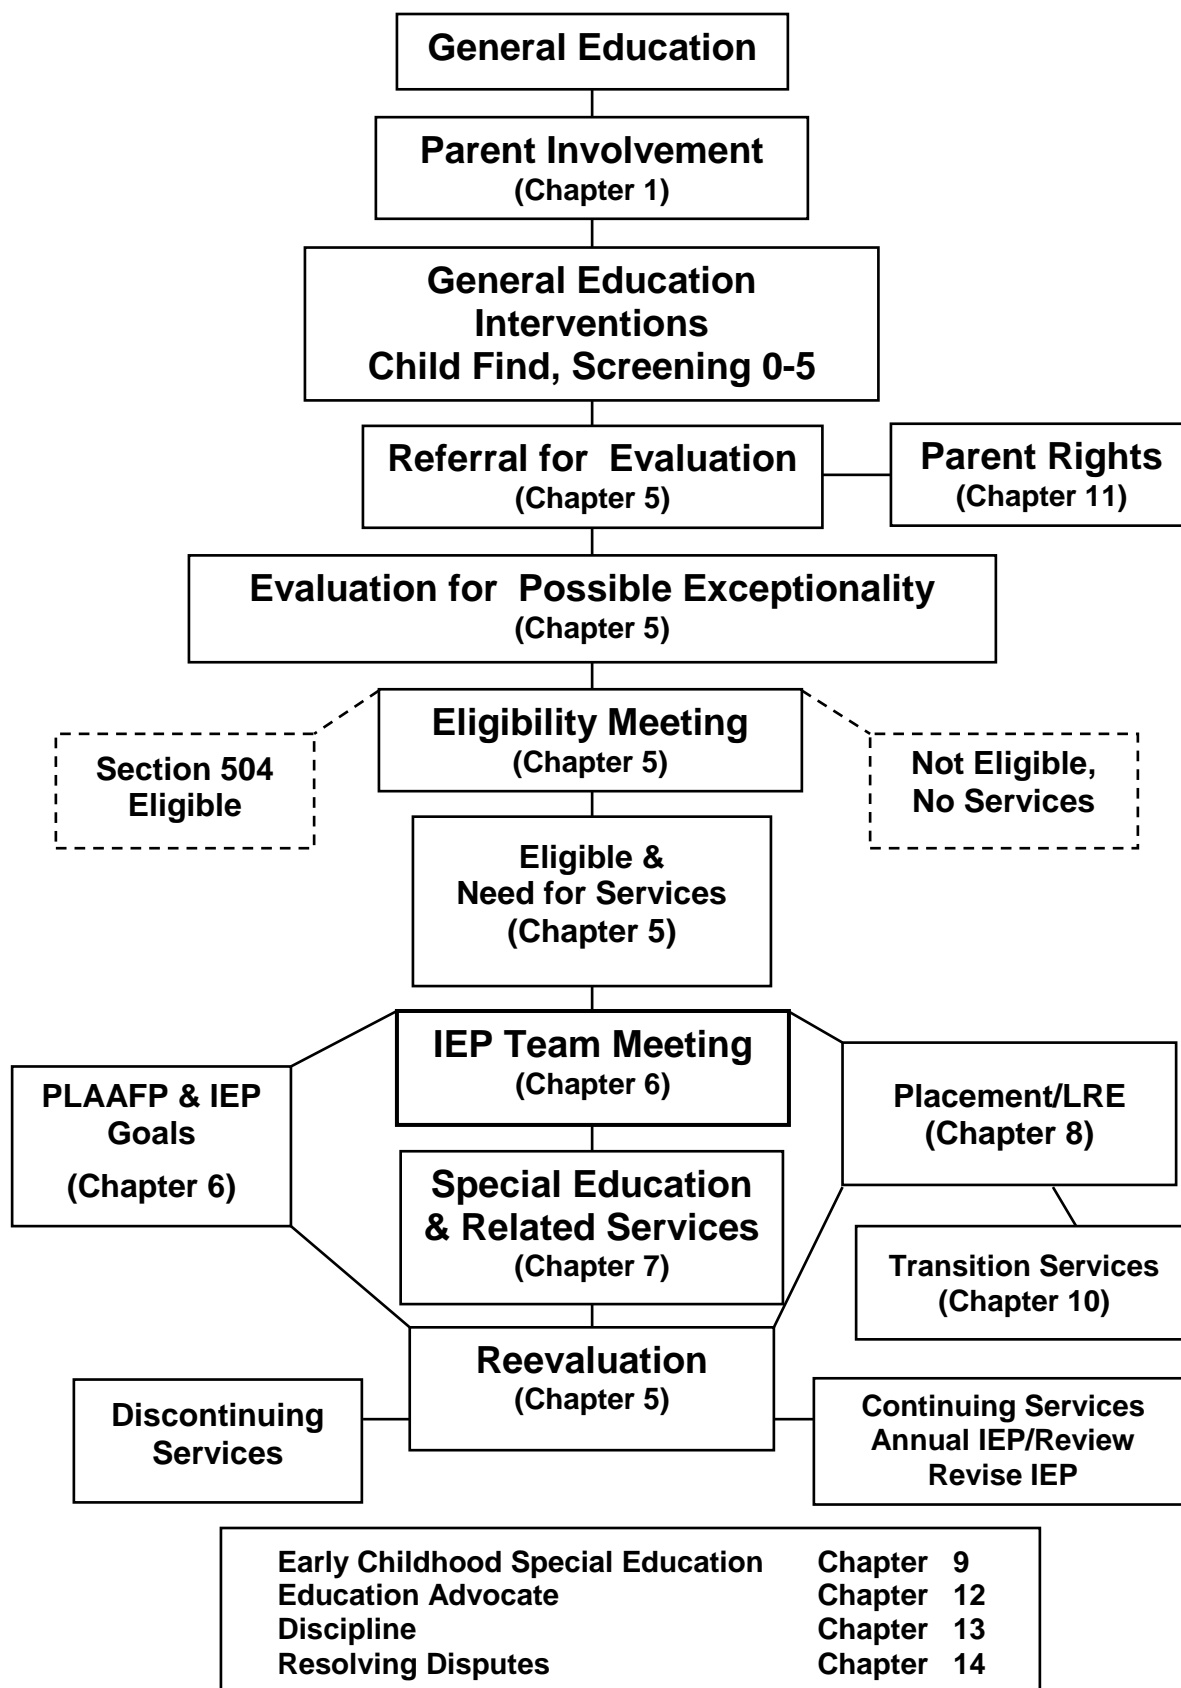 General Education
Parent Involvement
(Chapter 1)
General Education
Interventions
Child Find, Screening 0-5
Referral for Evaluation
(Chapter 5)
Parent Rights
(Chapter 11)
Evaluation for Possible Exceptionality
(Chapter 5)
Eligibility Meeting
(Chapter 5)
Section 504
Eligible
Not Eligible,
No Services
Eligible &
Need for Services
(Chapter 5)
IEP Team Meeting
(Chapter 6)
PLAAFP & IEP
Goals
(Chapter 6)
Placement/LRE
(Chapter 8)
Special Education
& Related Services
(Chapter 7)
Transition Services
(Chapter 10)
Reevaluation
(Chapter 5)
Discontinuing
Services
Continuing Services
Annual IEP/Review
Revise IEP
Early Childhood Special Education Chapter 9
Education Advocate Chapter 12
Discipline Chapter 13
Resolving Disputes Chapter 14